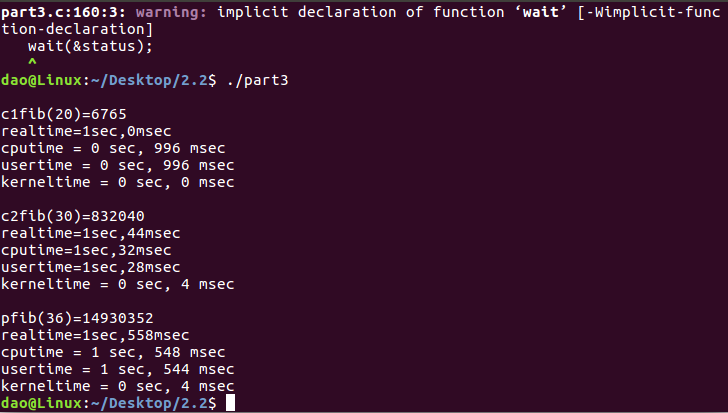 part3.c:160:3: warning: implicit declaration of function ‘wait’ [-Wimplicit-func
tion-declaration]
   wait(&status);
   ^
dao@Linux:~/Desktop/2.2$ ./part3

c1fib(20)=6765
realtime=1sec,0msec
cputime = 0 sec, 996 msec
usertime = 0 sec, 996 msec
kerneltime = 0 sec, 0 msec

c2fib(30)=832040
realtime=1sec,44msec
cputime=1sec,32msec
usertime=1sec,28msec
kerneltime = 0 sec, 4 msec

pfib(36)=14930352
realtime=1sec,558msec
cputime = 1 sec, 548 msec
usertime = 1 sec, 544 msec
kerneltime = 0 sec, 4 msec
dao@Linux:~/Desktop/2.2$